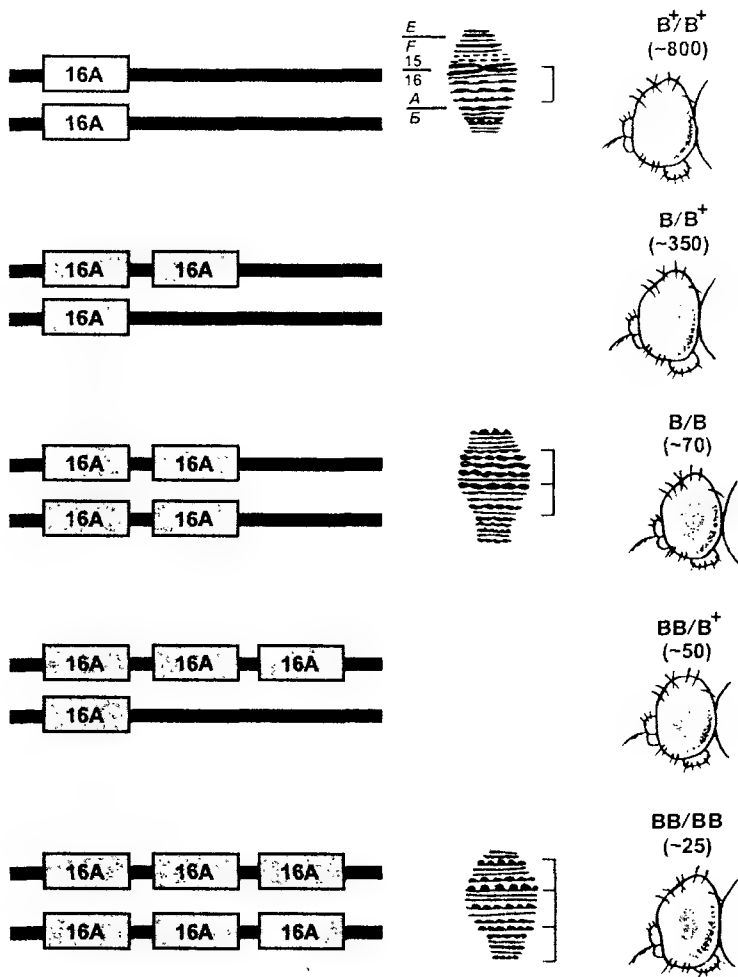 16A
16A
E
F
15
16
A
Б
B⁺/B⁺
(~800)
16A 16A
16A
B/B⁺
(~350)
16A 16A
16A 16A
B/B
(~70)
16A 16A 16A
16A
BB/B⁺
(~50)
16A 16A 16A
16A 16A 16A
BB/BB
(~25)